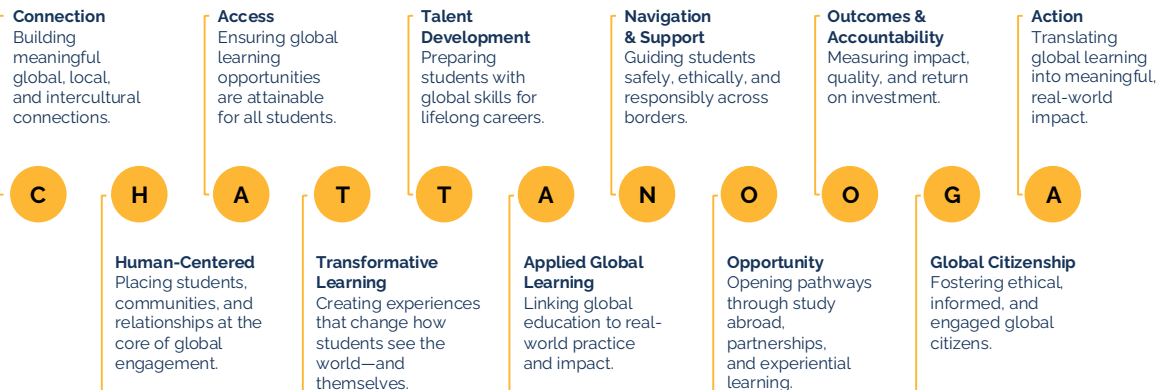 Connection
Building
meaningful
global, local,
and intercultural
connections.
Access
Ensuring global
learning
opportunities
are attainable
for all students.
Talent
Development
Preparing
students with
global skills for
lifelong careers.
Navigation
& Support
Guiding students
safely, ethically, and
responsibly across
borders.
Outcomes &
Accountability
Measuring impact,
quality, and return
on investment.
Action
Translating
global learning
into meaningful,
real-world
impact.
C H A T T A N O O G A
Human-Centered
Placing students,
communities, and
relationships at the
core of global
engagement.
Transformative
Learning
Creating experiences
that change how
students see the
world—and
themselves.
Applied Global
Learning
Linking global
education to real-
world practice
and impact.
Opportunity
Opening pathways
through study
abroad,
partnerships,
and experiential
learning.
Global Citizenship
Fostering ethical,
informed, and
engaged global
citizens.